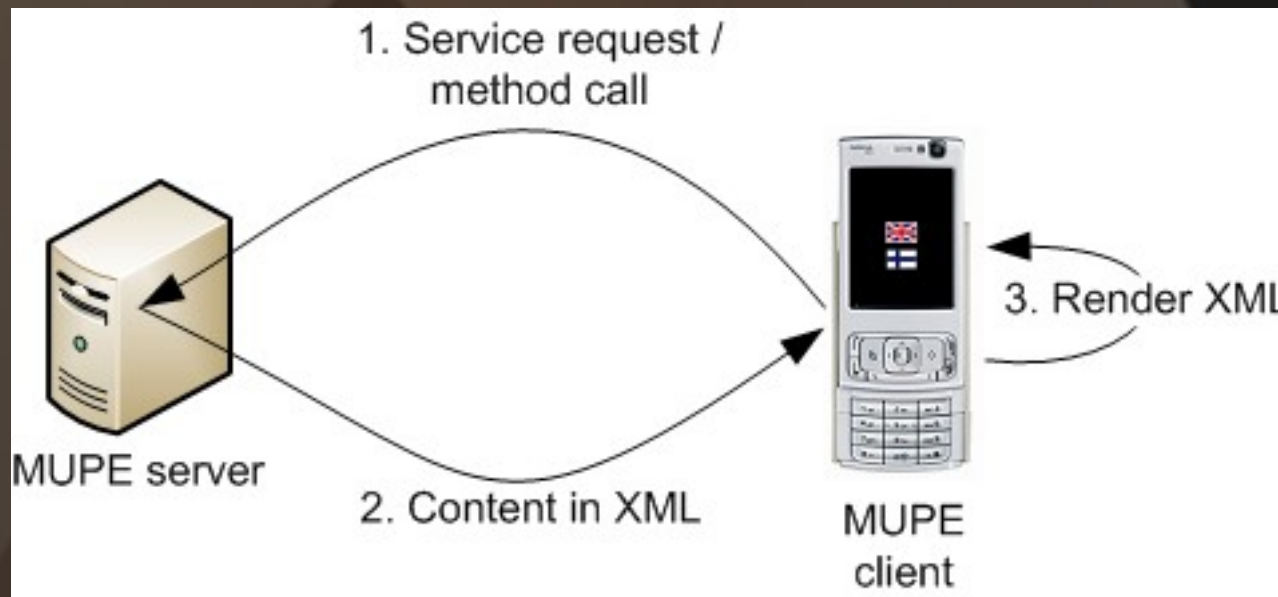 1. Service request /
method call
3. Render XML
MUPE server
2. Content in XML
MUPE
client